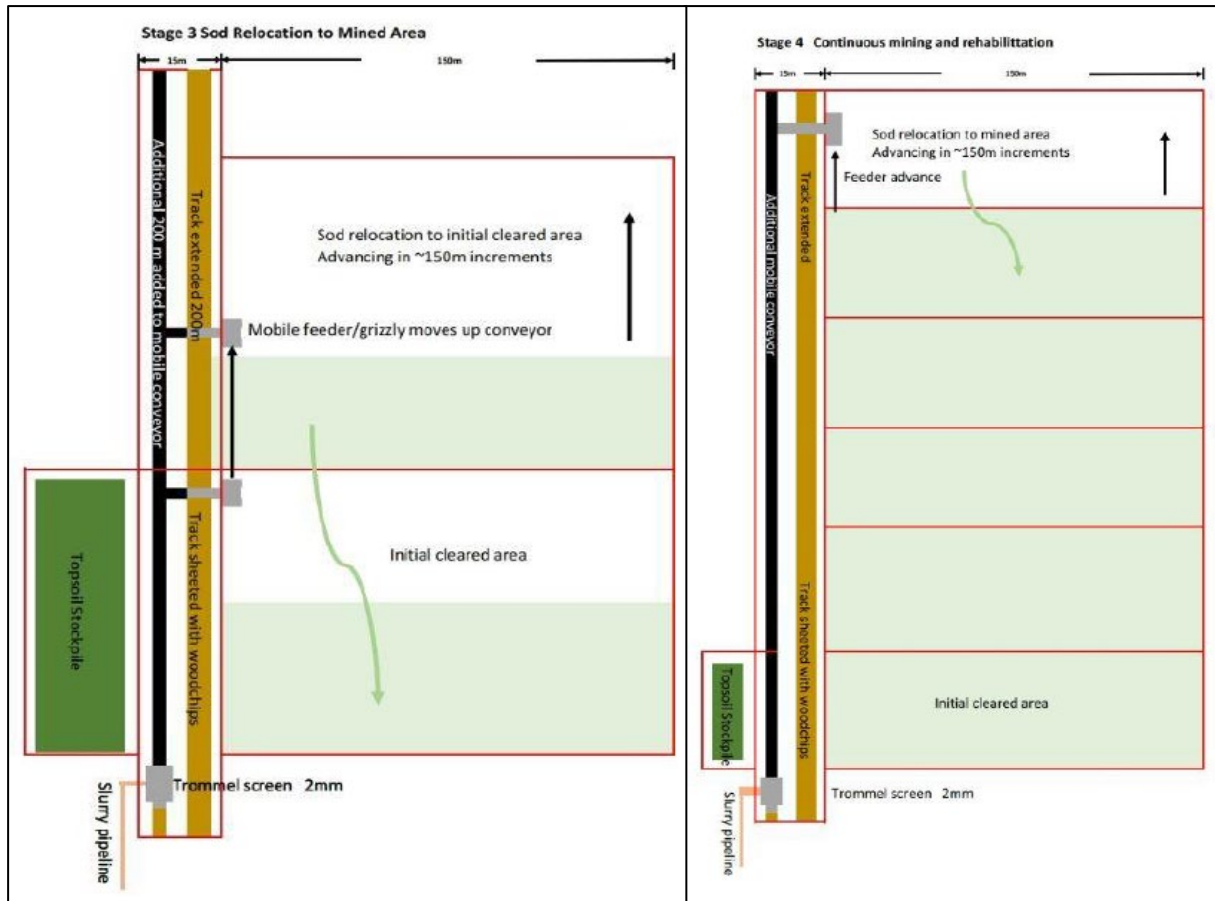 Stage 3 Sod Relocation to Mined Area
15m
150m
Additional 200 m added to mobile conveyor
Track extended 200m
Sod relocation to initial cleared area
Advancing in ~150m increments
Mobile feeder/grizzly moves up conveyor
Topsoil Stockpile
Track sheeted with woodchips
Initial cleared area
Trommel screen 2mm
Slurry pipeline
Stage 4 Continuous mining and rehabilittation
15m
150m
Additional mobile conveyor
Track extended
Sod relocation to mined area
Advancing in ~150m increments
Feeder advance
Track sheeted with woodchips
Topsoil Stockpile
Initial cleared area
Trommel screen 2mm
Slurry pipeline